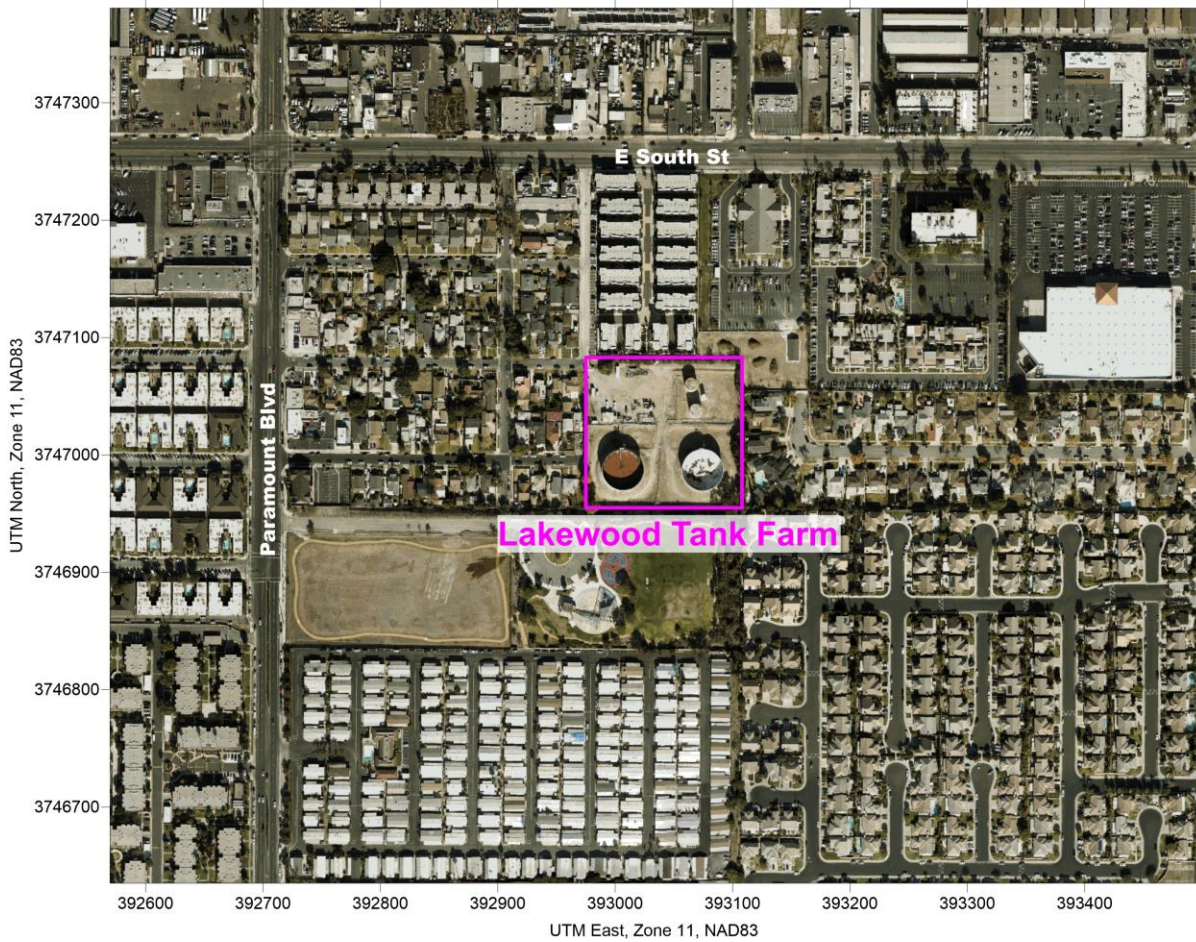 3747300
3747200
3747100
3747000
3746900
3746800
3746700
UTM North, Zone 11, NAD83
E South St
Paramount Blvd
Lakewood Tank Farm
392600 392700 392800 392900 393000 393100 393200 393300 393400
UTM East, Zone 11, NAD83